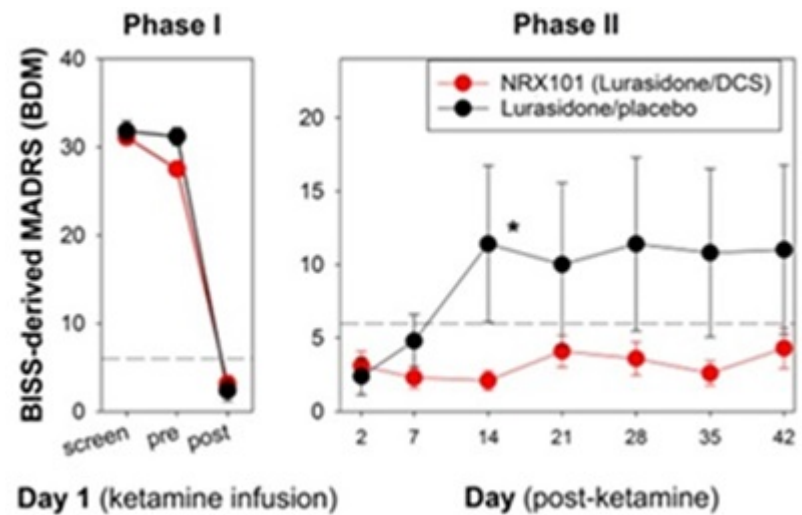 Phase I
Phase II
BISS-derived MADRS (BDM)
40
30
20
10
0
screen
pre
post
Day 1 (ketamine infusion)
NRX101 (Lurasidone/DCS)
Lurasidone/placebo
20
15
10
5
0
*
2
7
14
21
28
35
42
Day (post-ketamine)